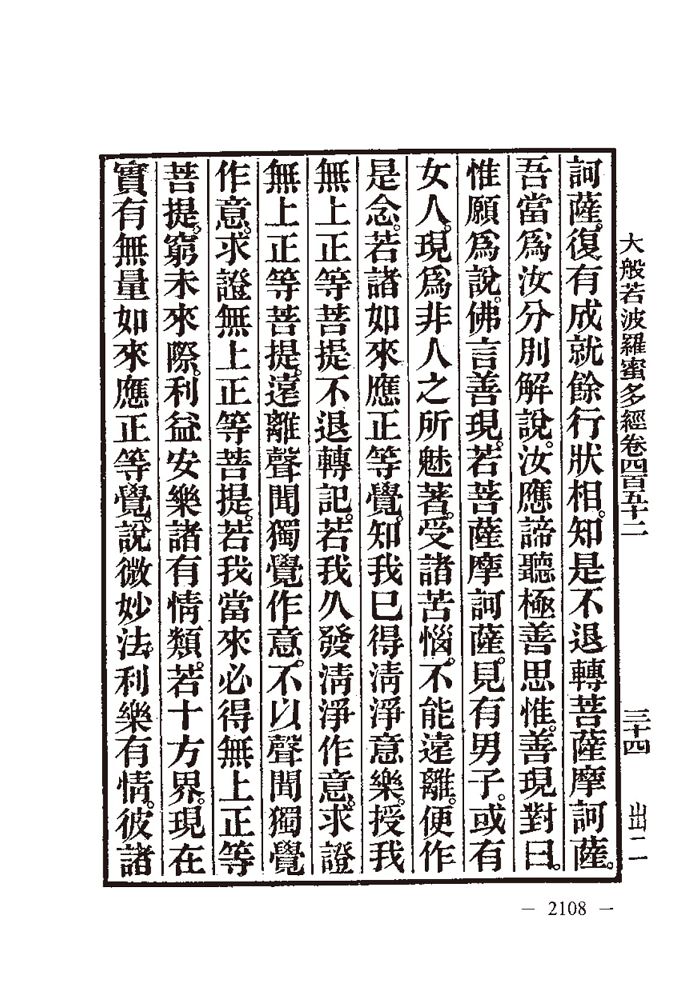 大般若波羅蜜多經卷四百五十二　三十四　出二
訶薩。復有成就餘行狀相。知是不退轉菩薩摩訶薩。
吾當爲汝分別解說。汝應諦聽極善思惟。善現對曰。
惟願爲說。佛言善現。若菩薩摩訶薩。見有男子。或有
女人。現爲非人之所魅著。受諸苦惱。不能遠離。便作
是念。若諸如來應正等覺。知我已得清淨意樂。授我
無上正等菩提不退轉記。若我久發清淨作意。求證
無上正等菩提。遠離聲聞獨覺作意。不以聲聞獨覺
作意。求證無上正等菩提。若我當來必得無上正等
菩提。窮未來際。利益安樂諸有情類。若十方界。現在
實有無量如來應正等覺。說微妙法。利樂有情。彼諸
— 2108 —